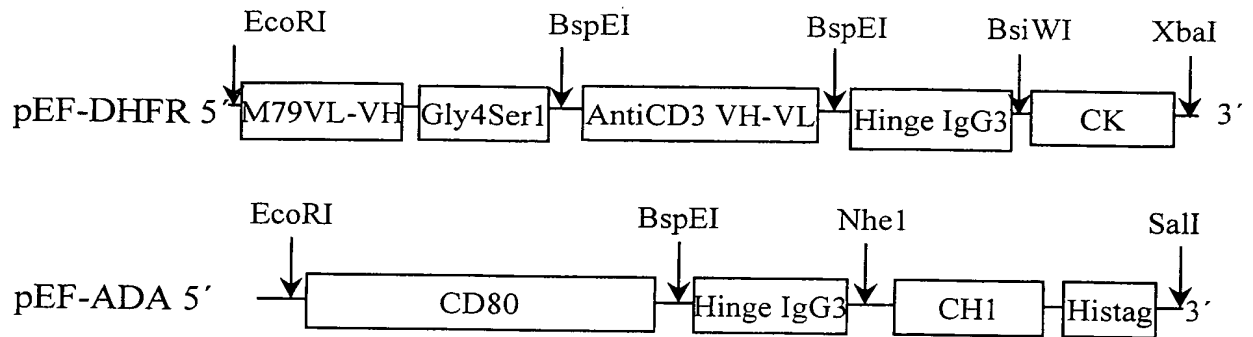 EcoRI BspEI BspEI BsiWI XbaI
pEF-DHFR 5´ M79VL-VH Gly4Ser1 AntiCD3 VH-VL Hinge IgG3 CK 3´
EcoRI BspEI Nhe1 SalI
pEF-ADA 5´ CD80 Hinge IgG3 CH1 Histag 3´